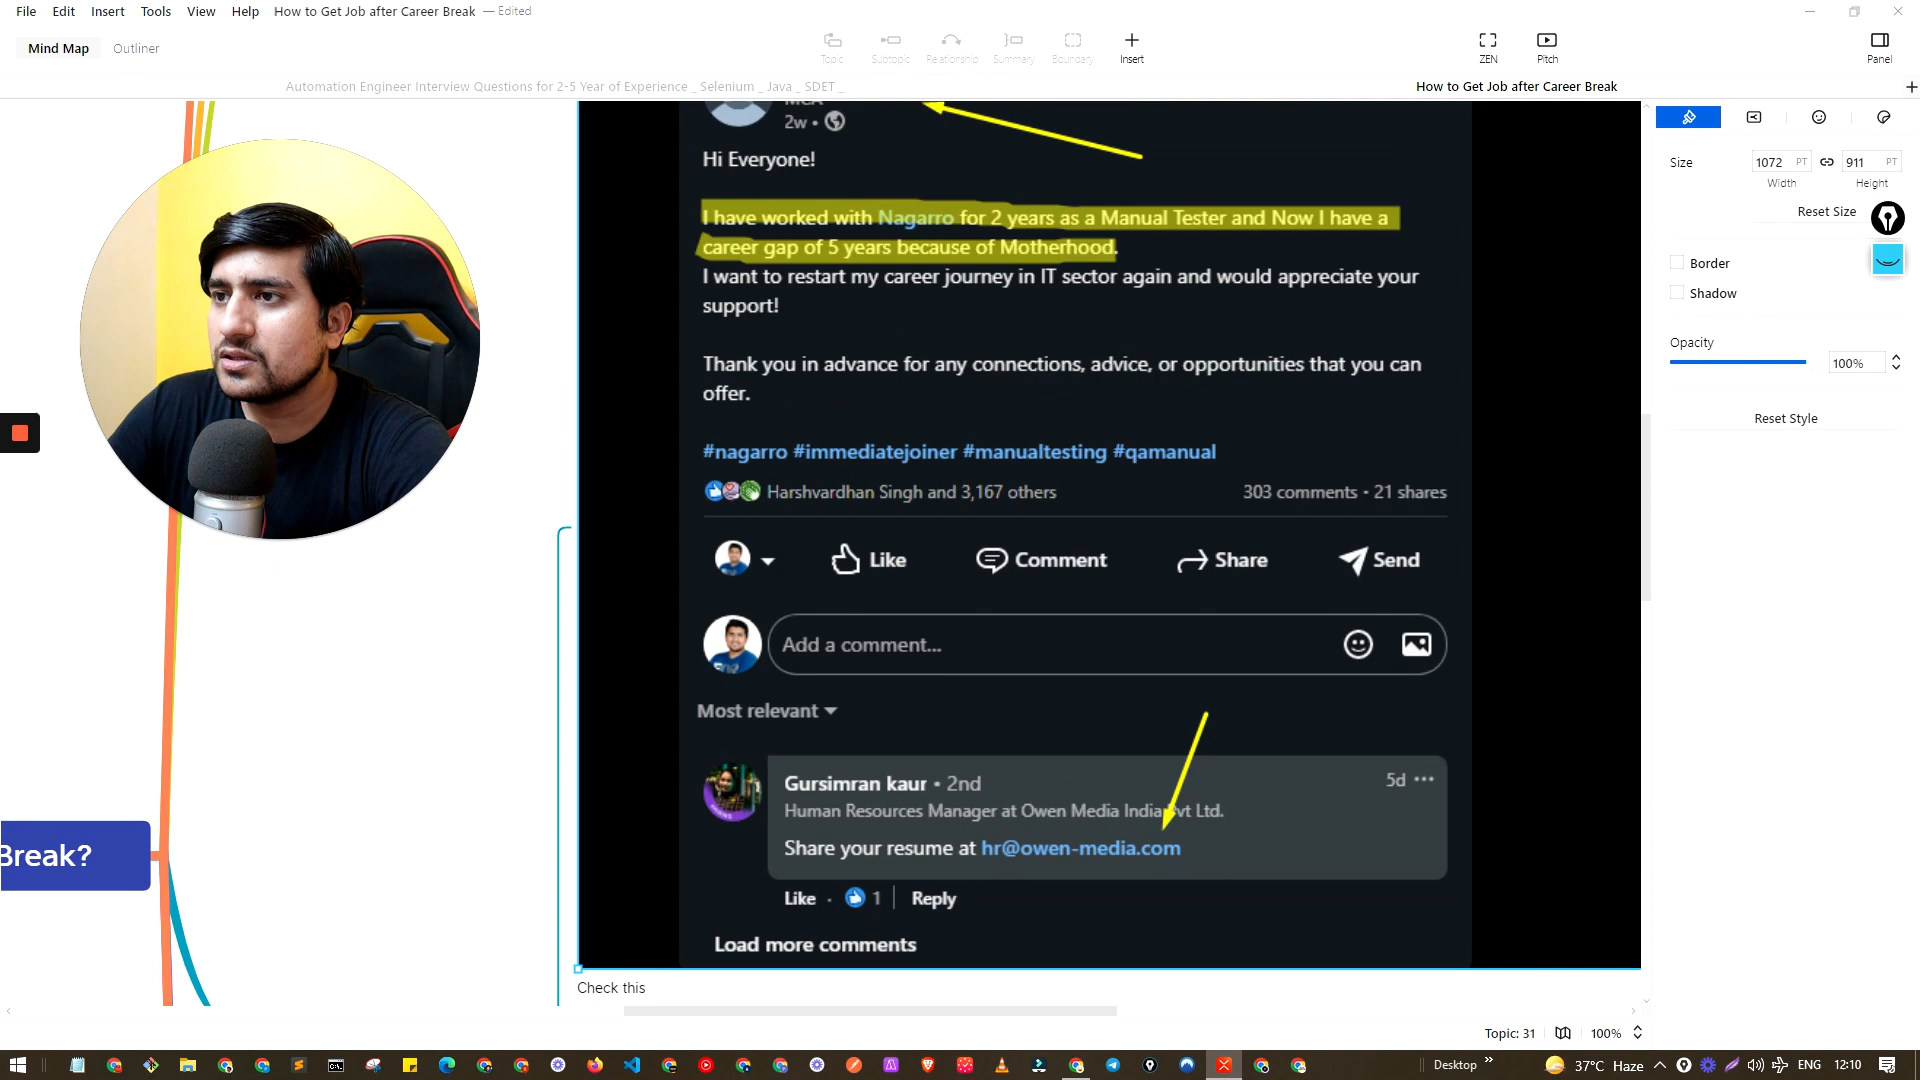 File Edit Insert Tools View Help How to Get Job after Career Break — Edited
Mind Map Outliner
Topic Subtopic Relationship Summary Boundary Insert ZEN Pitch Panel
Automation Engineer Interview Questions for 2-5 Year of Experience _ Selenium _ Java _ SDET _
How to Get Job after Career Break
2w •
Hi Everyone!
I have worked with Nagarro for 2 years as a Manual Tester and Now I have a
career gap of 5 years because of Motherhood.
I want to restart my career journey in IT sector again and would appreciate your
support!
Thank you in advance for any connections, advice, or opportunities that you can
offer.
#nagarro #immediatejoiner #manualtesting #qamanual
Harshvardhan Singh and 3,167 others 303 comments • 21 shares
Like Comment Share Send
Add a comment...
Most relevant
Gursimran kaur • 2nd 5d
Human Resources Manager at Owen Media India Pvt Ltd.
Share your resume at hr@owen-media.com
Like · 1 Reply
Load more comments
Check this
Break?
Size 1072 PT 911 PT
Width Height
Reset Size
Border
Shadow
Opacity
100%
Reset Style
Topic: 31 100%
Desktop 37°C Haze ENG 12:10